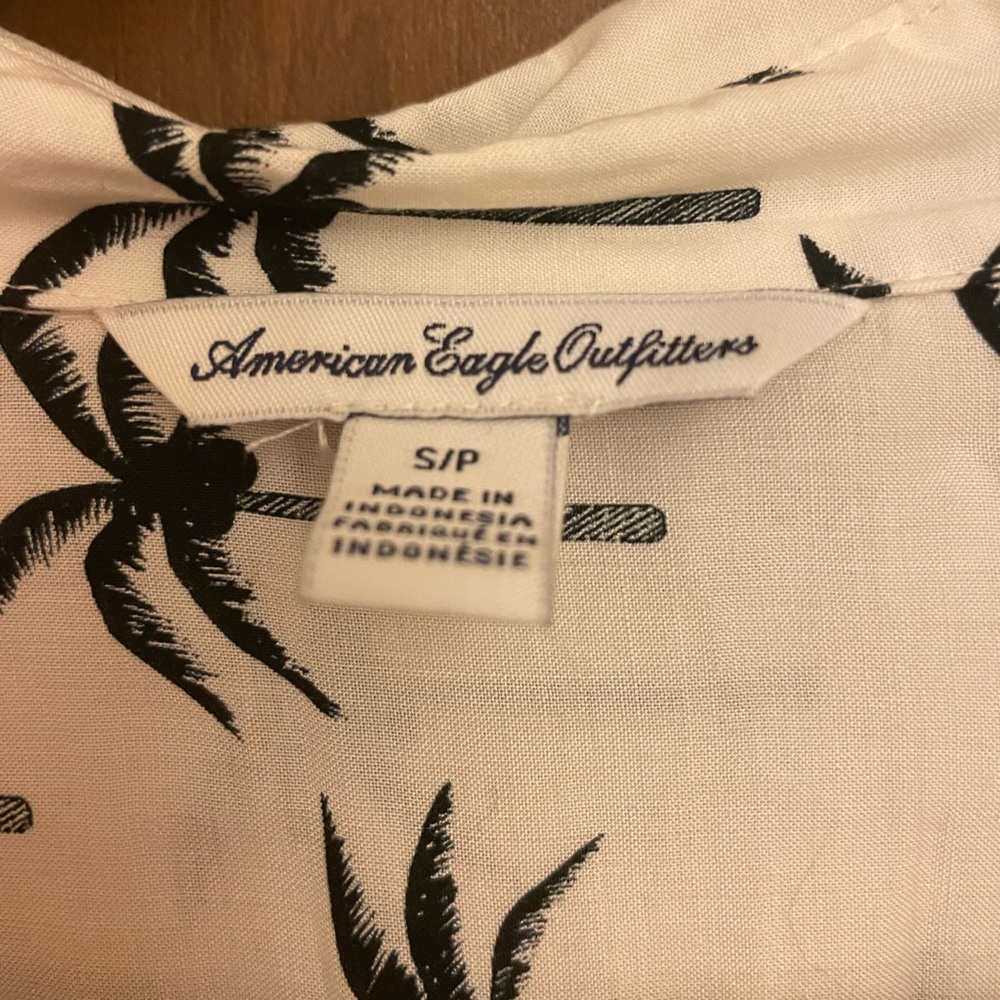 American Eagle Outfitters
S/P
MADE IN
INDONESIA
FABRIQUÉ EN
INDONÉSIE